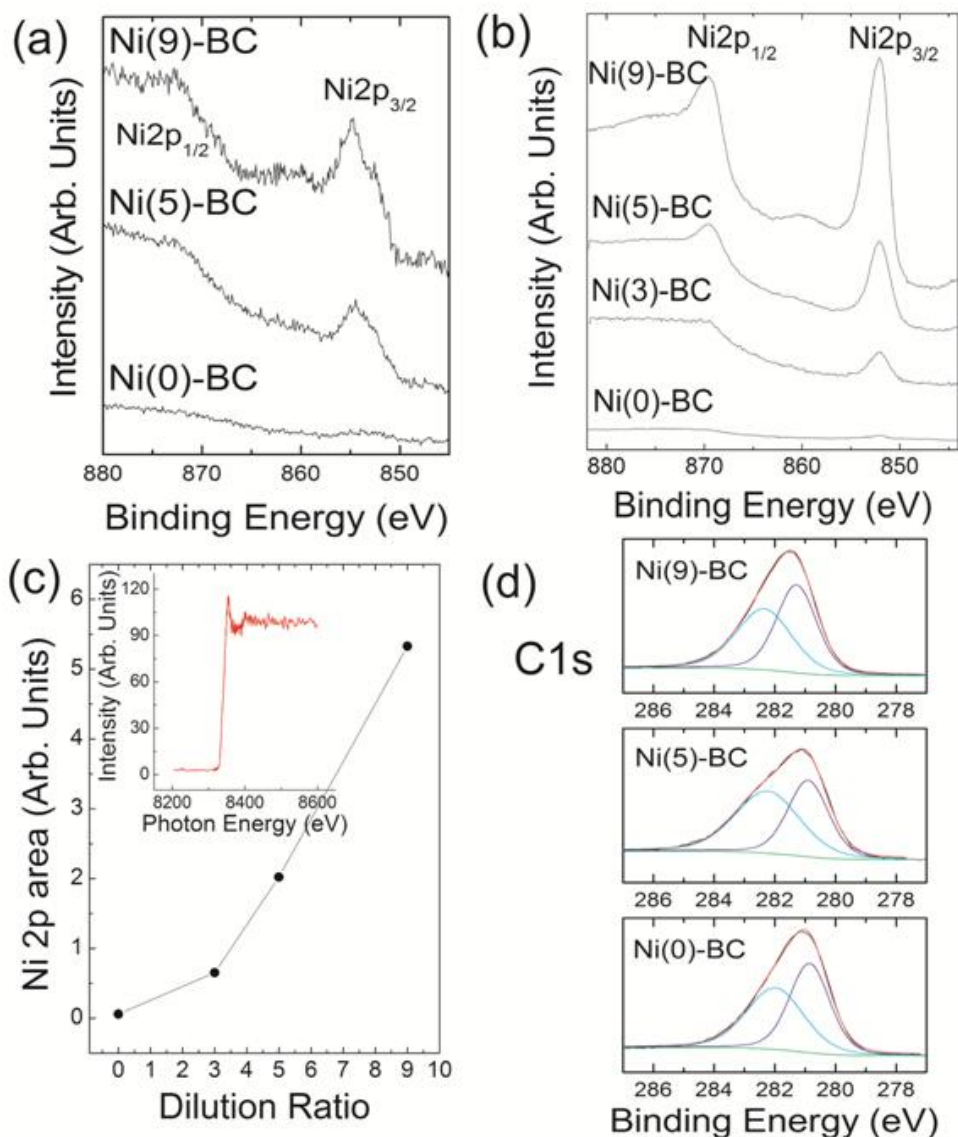 (a)
Ni(9)-BC
Ni2p3/2
Ni2p1/2
Ni(5)-BC
Ni(0)-BC
Intensity (Arb. Units)
880 870 860 850
Binding Energy (eV)
(b)
Ni2p1/2 Ni2p3/2
Ni(9)-BC
Ni(5)-BC
Ni(3)-BC
Ni(0)-BC
Intensity (Arb. Units)
880 870 860 850
Binding Energy (eV)
(c)
Ni 2p area (Arb. Units)
6
5
4
3
2
1
0
0 1 2 3 4 5 6 7 8 9 10
Dilution Ratio
Intensity (Arb. Units)
120
90
60
30
0
8200 8400 8600
Photon Energy (eV)
(d)
C1s
Ni(9)-BC
286 284 282 280 278
Ni(5)-BC
286 284 282 280 278
Ni(0)-BC
286 284 282 280 278
Binding Energy (eV)